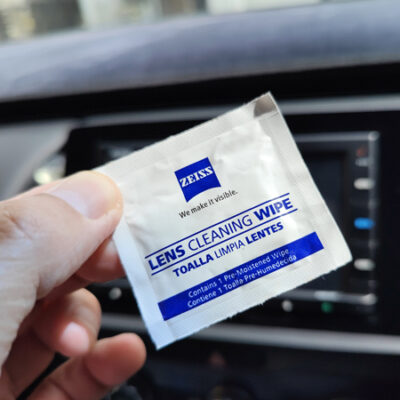 ZEISS
We make it visible.
LENS CLEANING WIPE
TOALLA LIMPIA LENTES
Contains 1 Pre-Moistened Wipe
Contiene 1 Toalla Pre-Humedecida